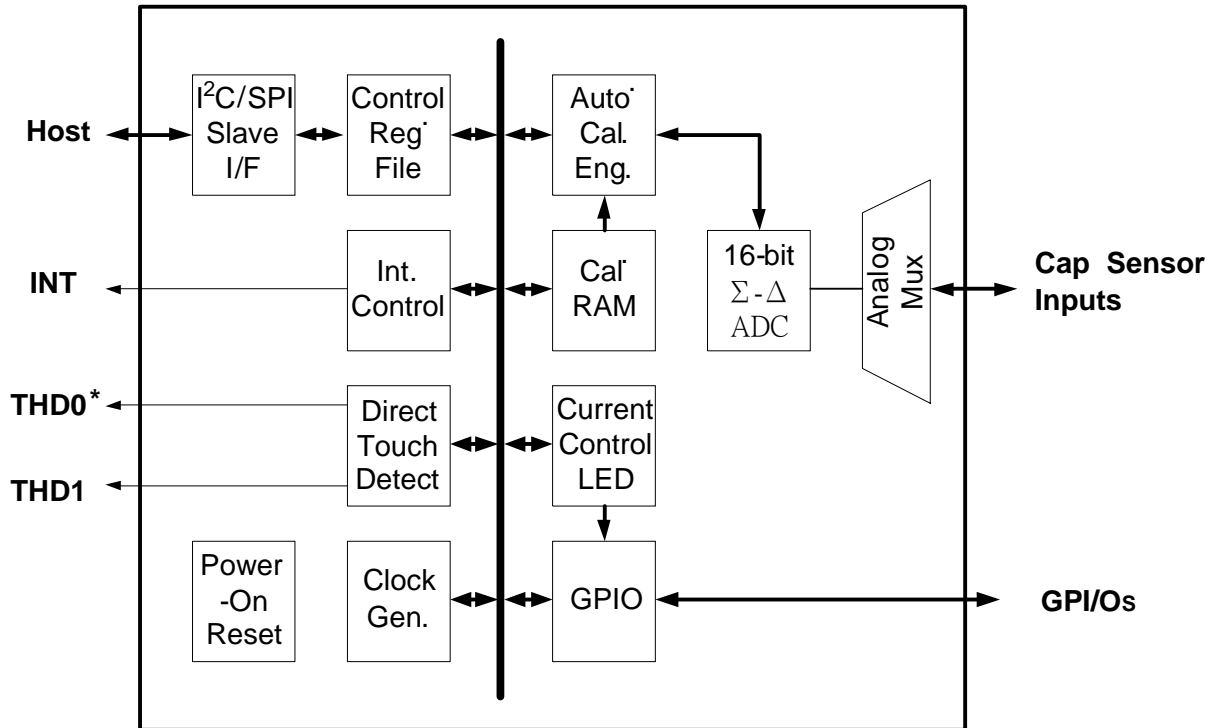 Host
I²C/SPI
Slave
I/F
Control
Reg˙
File
Auto˙
Cal.
Eng.
INT
Int.
Control
Cal˙
RAM
16-bit
Σ-Δ
ADC
Analog
Mux
Cap Sensor
Inputs
THD0*
THD1
Direct
Touch
Detect
Current
Control
LED
Power
-On
Reset
Clock
Gen.
GPIO
GPI/Os